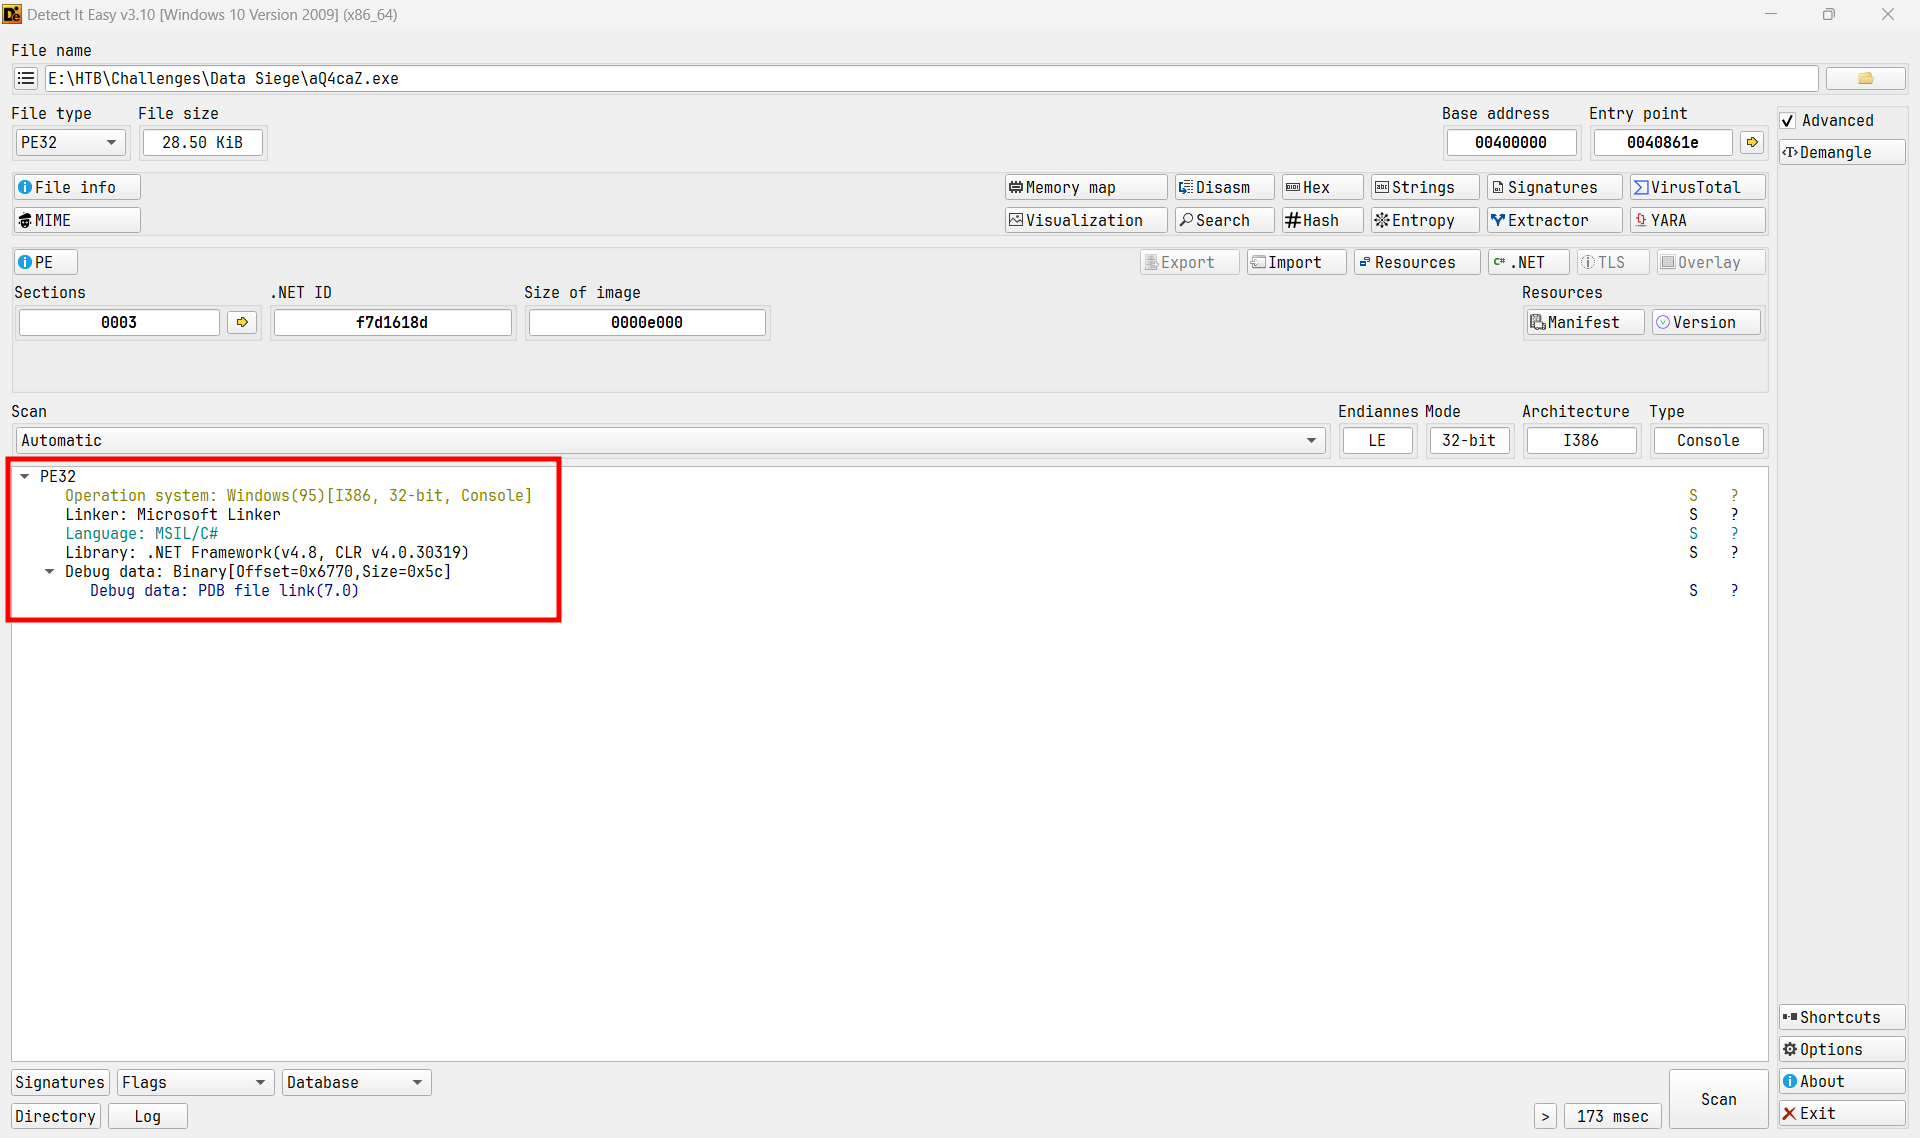 Detect It Easy v3.10 [Windows 10 Version 2009] (x86_64)
File name
E:\HTB\Challenges\Data Siege\aQ4caZ.exe
File type File size Base address Entry point
Advanced
PE32 28.50 KiB 00400000 0040861e
Demangle
File info Memory map Disasm Hex Strings Signatures VirusTotal
MIME Visualization Search Hash Entropy Extractor YARA
PE Export Import Resources .NET TLS Overlay
Sections .NET ID Size of image Resources
0003 f7d1618d 0000e000 Manifest Version
Scan Endiannes Mode Architecture Type
Automatic LE 32-bit I386 Console
PE32
Operation system: Windows(95)[I386, 32-bit, Console] S ?
Linker: Microsoft Linker S ?
Language: MSIL/C# S ?
Library: .NET Framework(v4.8, CLR v4.0.30319) S ?
Debug data: Binary[Offset=0x6770,Size=0x5c]
Debug data: PDB file link(7.0) S ?
Shortcuts
Options
Signatures Flags Database
About
Scan
Directory Log > 173 msec
Exit